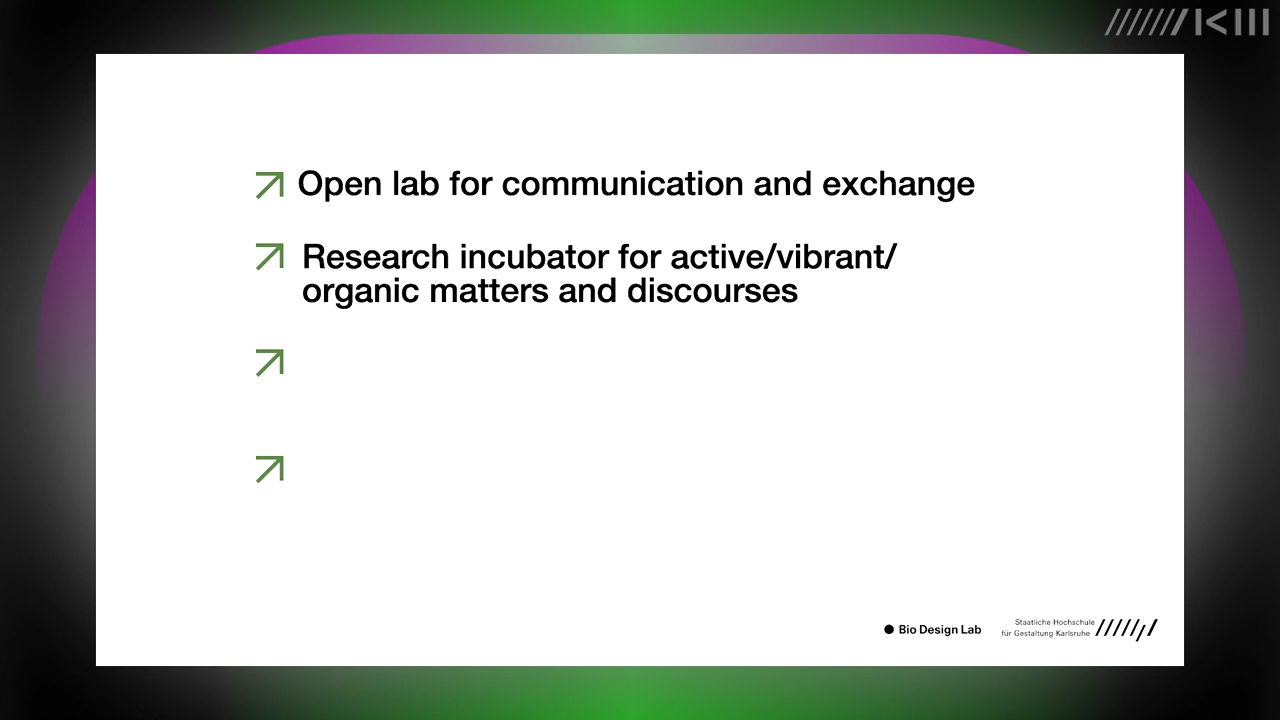 Open lab for communication and exchange
Research incubator for active/vibrant/
organic matters and discourses
Bio Design Lab
Staatliche Hochschule
für Gestaltung Karlsruhe